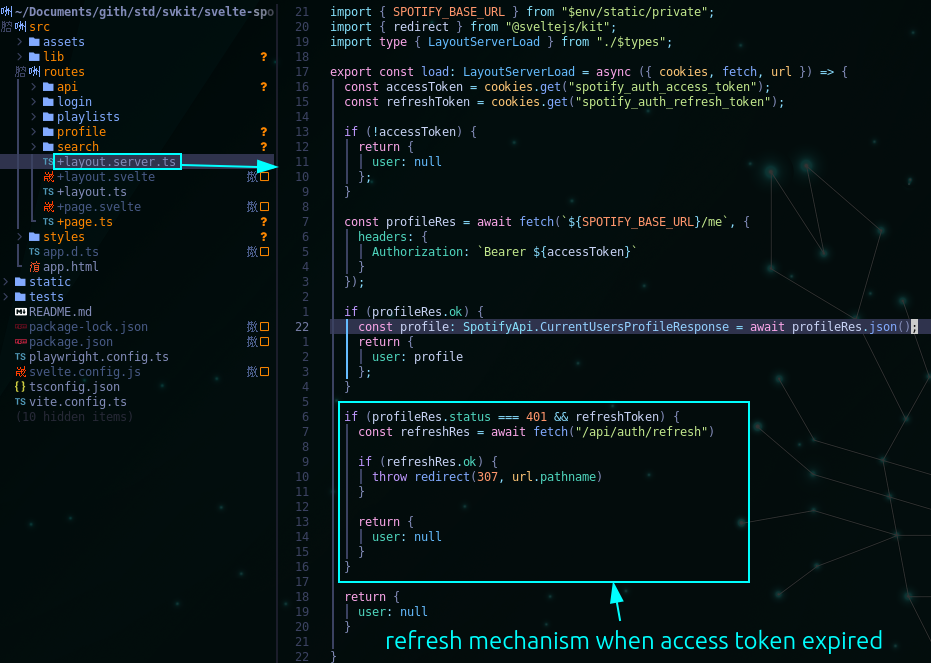 ~/Documents/gith/std/svkit/svelte-spo
src
assets
lib ?
routes
api ?
login
playlists
profile ?
search ?
TS +layout.server.ts
+layout.svelte
TS +layout.ts
+page.svelte
TS +page.ts ?
styles ?
TS app.d.ts
app.html
static
tests
README.md
package-lock.json
package.json
TS playwright.config.ts
svelte.config.js
{} tsconfig.json
TS vite.config.ts
(10 hidden items)
21 import { SPOTIFY_BASE_URL } from "$env/static/private";
20 import { redirect } from "@sveltejs/kit";
19 import type { LayoutServerLoad } from "./$types";
18
17 export const load: LayoutServerLoad = async ({ cookies, fetch, url }) => {
16 const accessToken = cookies.get("spotify_auth_access_token");
15 const refreshToken = cookies.get("spotify_auth_refresh_token");
14
13 if (!accessToken) {
12 return {
11 user: null
10 };
9 }
8
7 const profileRes = await fetch(`${SPOTIFY_BASE_URL}/me`, {
6 headers: {
5 Authorization: `Bearer ${accessToken}`
4 }
3 });
2
1 if (profileRes.ok) {
22 const profile: SpotifyApi.CurrentUsersProfileResponse = await profileRes.json();
1 return {
2 user: profile
3 };
4 }
5
6 if (profileRes.status === 401 && refreshToken) {
7 const refreshRes = await fetch("/api/auth/refresh")
8
9 if (refreshRes.ok) {
10 throw redirect(307, url.pathname)
11 }
12
13 return {
14 user: null
15 }
16 }
17
18 return {
19 user: null
20 }
21
22 }
refresh mechanism when access token expired